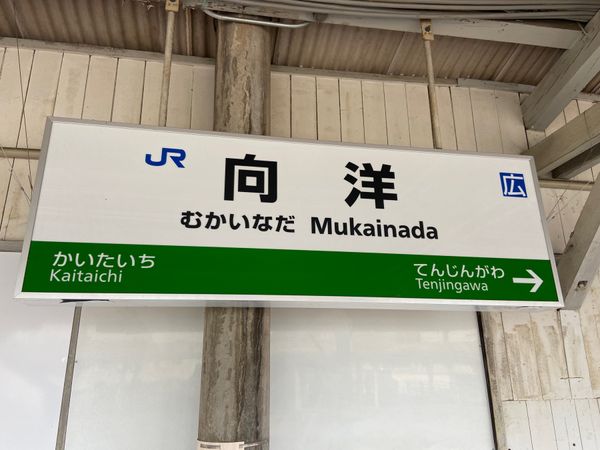 JR 向洋 広
むかいなだ Mukainada
かいたいち てんじんがわ →
Kaitaichi Tenjingawa